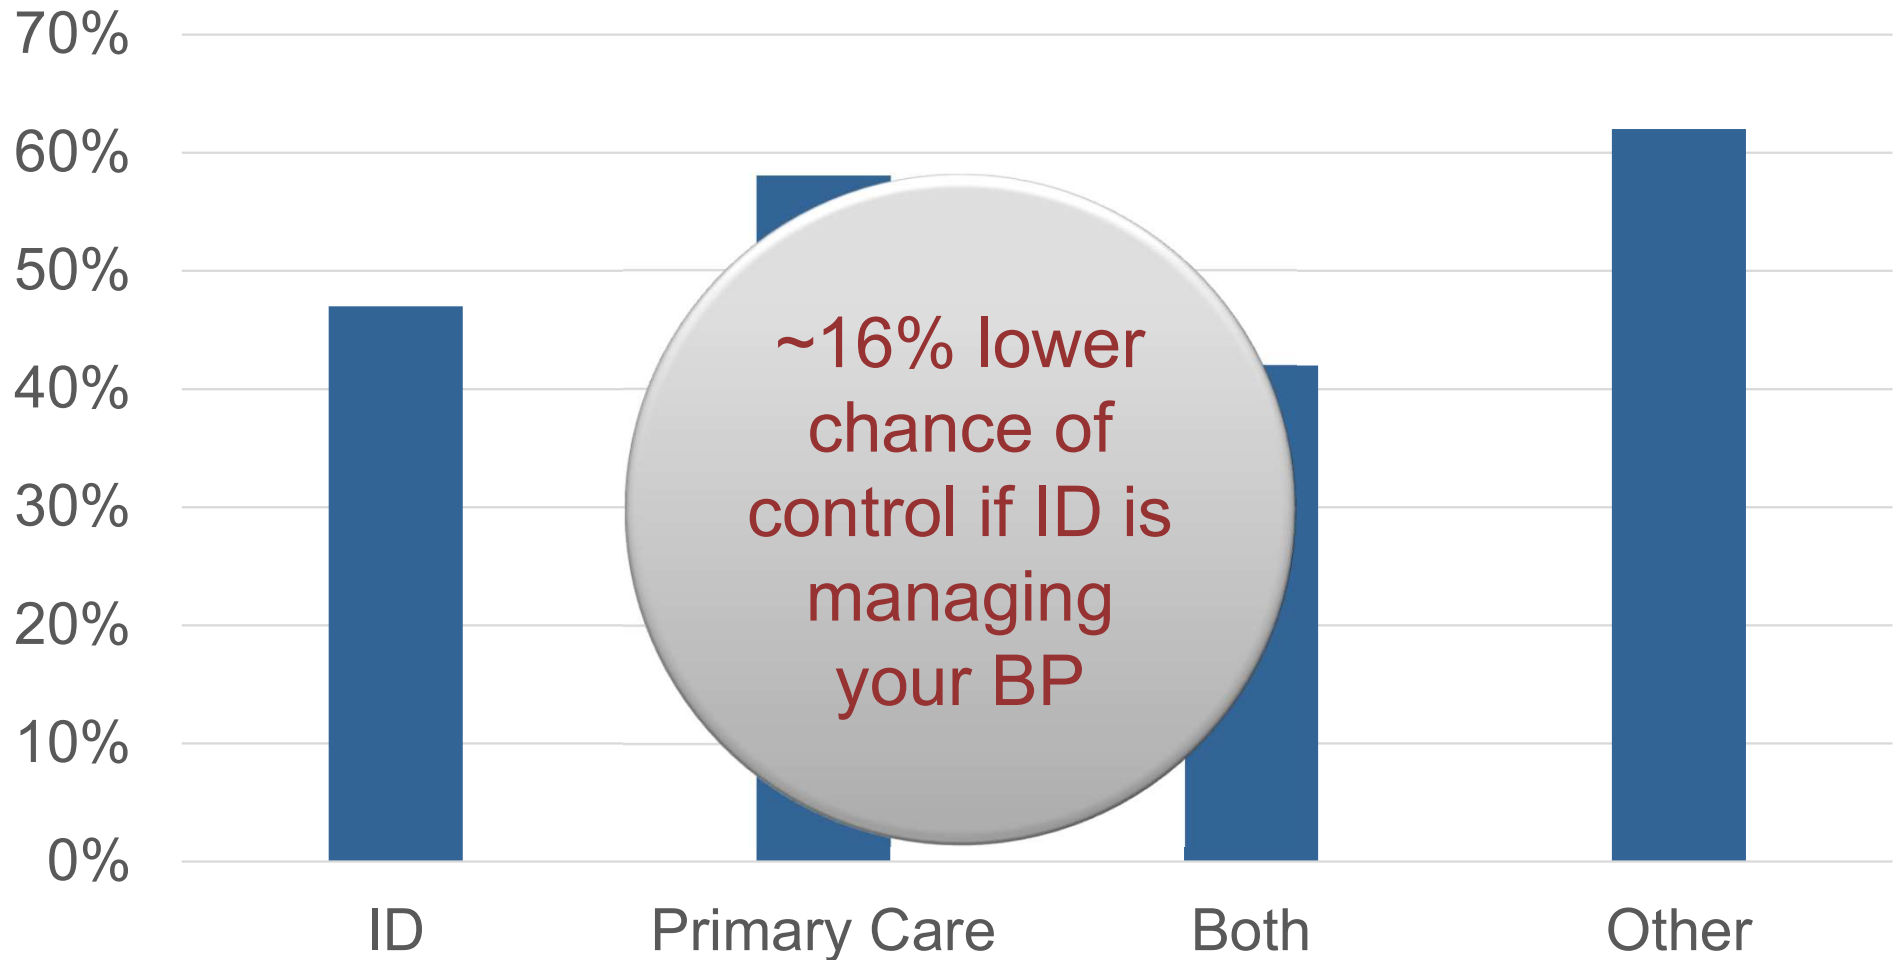 70%
60%
50%
40%
30%
20%
10%
0%
~16% lower
chance of
control if ID is
managing
your BP
ID
Primary Care
Both
Other